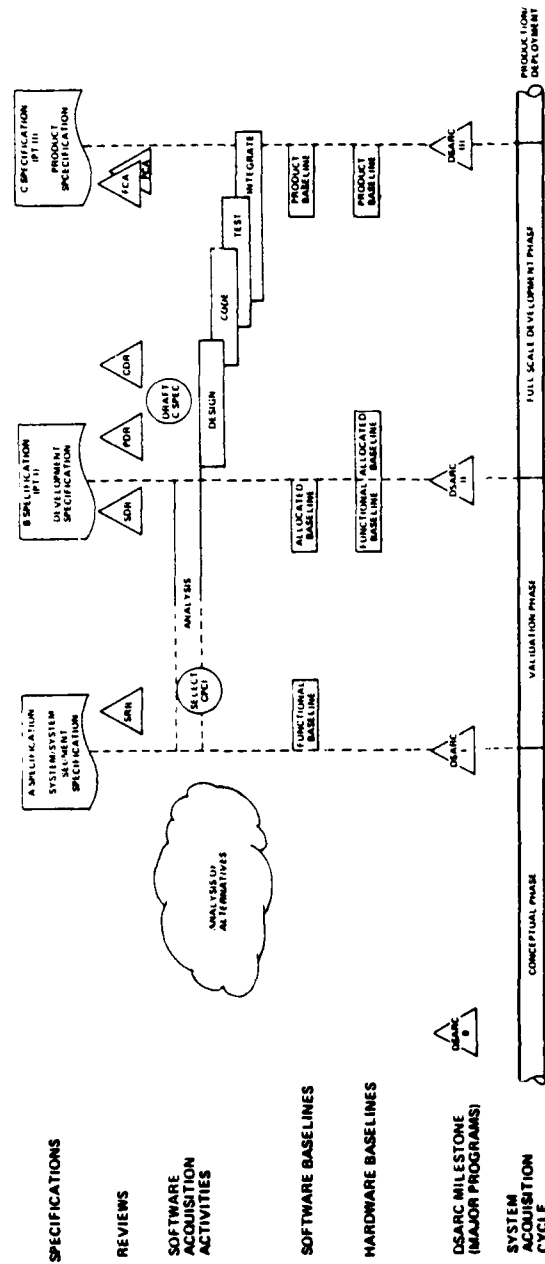 SPECIFICATIONS
A SPECIFICATION
SYSTEM/SYSTEM
SEGMENT
SPECIFICATION
B SPECIFICATION
(PT I)
DEVELOPMENT
SPECIFICATION
C SPECIFICATION
(PT II)
PRODUCT
SPECIFICATION
REVIEWS
SRR
SDR
PDR
CDR
FCA
PCA
SOFTWARE
ACQUISITION
ACTIVITIES
ANALYSIS OF
ALTERNATIVES
SELECT
CPCI
ANALYSIS
DRAFT
C SPEC
DESIGN
CODE
TEST
INTEGRATE
SOFTWARE BASELINES
FUNCTIONAL
BASELINE
ALLOCATED
BASELINE
PRODUCT
BASELINE
HARDWARE BASELINES
FUNCTIONAL
BASELINE
ALLOCATED
BASELINE
PRODUCT
BASELINE
DSARC MILESTONE
(MAJOR PROGRAMS)
DSARC
0
DSARC
I
DSARC
II
DSARC
III
SYSTEM
ACQUISITION
CYCLE
CONCEPTUAL PHASE
VALIDATION PHASE
FULL SCALE DEVELOPMENT PHASE
PRODUCTION/
DEPLOYMENT